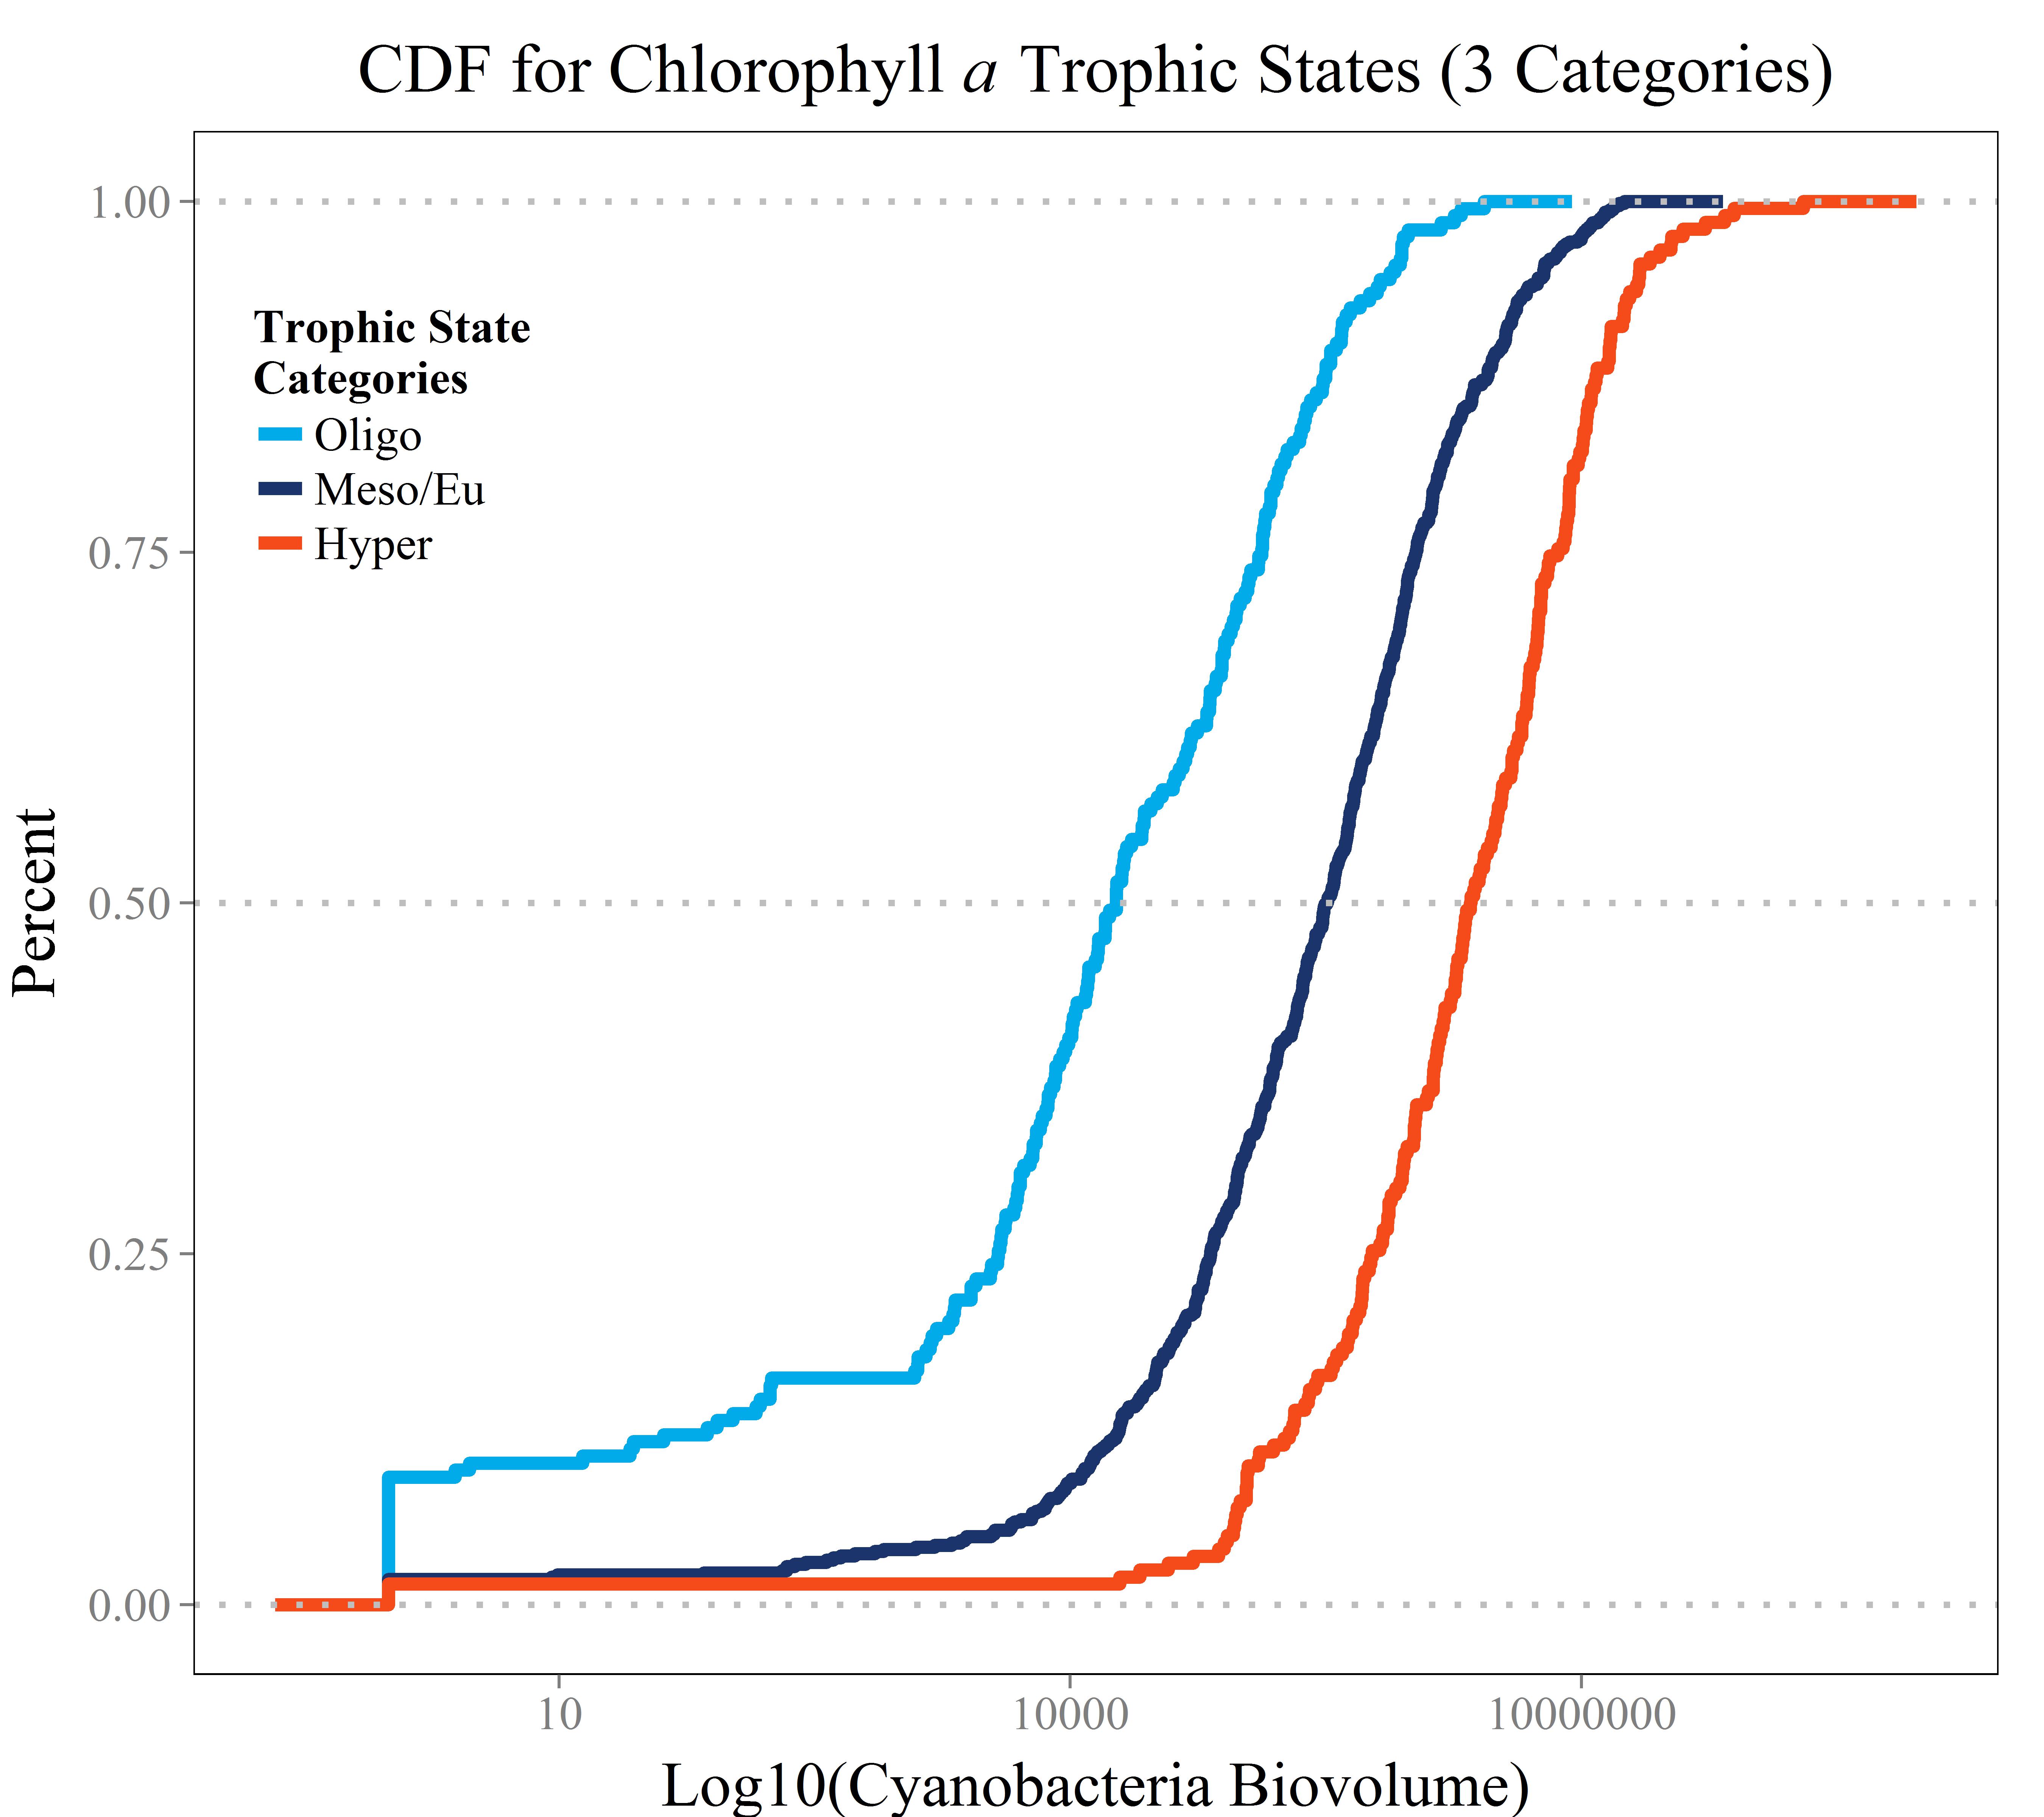 CDF for Chlorophyll a Trophic States (3 Categories)
1.00
0.75
0.50
0.25
0.00
Percent
Trophic State
Categories
Oligo
Meso/Eu
Hyper
10
10000
10000000
Log10(Cyanobacteria Biovolume)